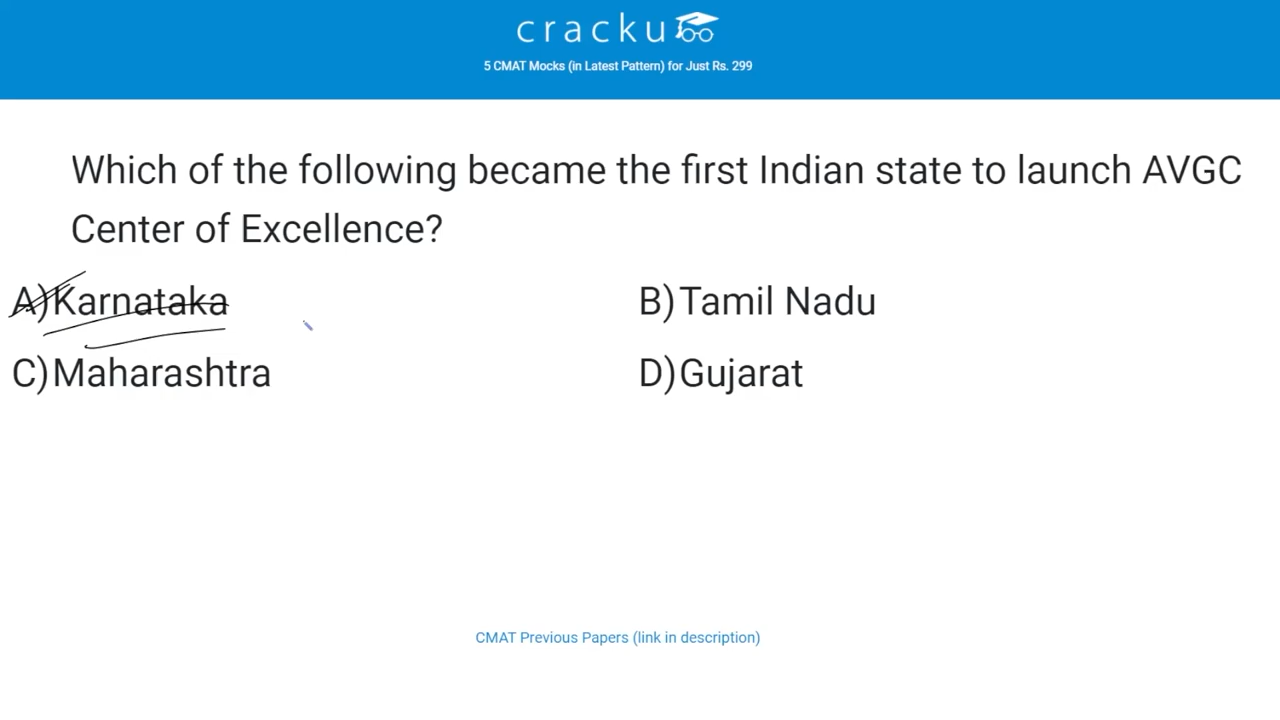 cracku
5 CMAT Mocks (in Latest Pattern) for Just Rs. 299
Which of the following became the first Indian state to launch AVGC
Center of Excellence?
A)Karnataka
B)Tamil Nadu
C)Maharashtra
D)Gujarat
CMAT Previous Papers (link in description)